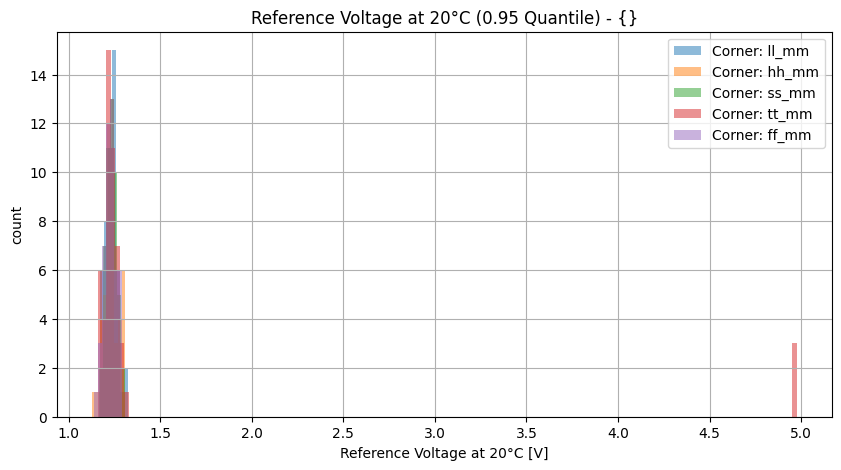 Reference Voltage at 20°C (0.95 Quantile) - {}
Corner: ll_mm
Corner: hh_mm
Corner: ss_mm
Corner: tt_mm
Corner: ff_mm
count
14
12
10
8
6
4
2
0
1.0 1.5 2.0 2.5 3.0 3.5 4.0 4.5 5.0
Reference Voltage at 20°C [V]